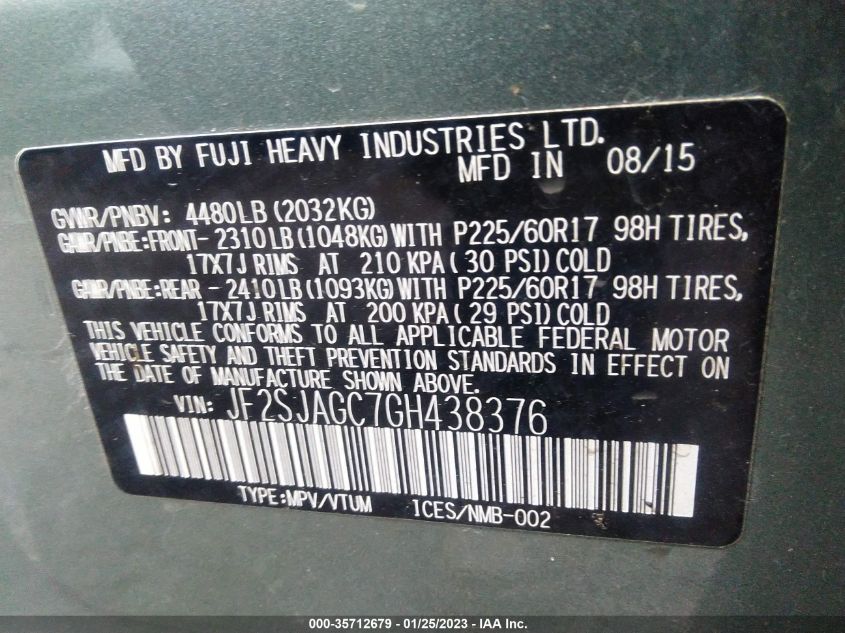 MFD BY FUJI HEAVY INDUSTRIES LTD.
MFD IN 08/15
GVWR/PNBV: 4480LB(2032KG)
GAWR/PNBE:FRONT-2310LB(1048KG)WITH P225/60R17 98H TIRES,
17X7J RIMS AT 210 KPA(30 PSI)COLD
GAWR/PNBE:REAR -2410LB(1093KG)WITH P225/60R17 98H TIRES,
17X7J RIMS AT 200 KPA(29 PSI)COLD
THIS VEHICLE CONFORMS TO ALL APPLICABLE FEDERAL MOTOR
VEHICLE SAFETY AND THEFT PREVENTION STANDARDS IN EFFECT ON
THE DATE OF MANUFACTURE SHOWN ABOVE.
VIN: JF2SJAGC7GH438376
TYPE:MPV/VTUM ICES/NMB-002
000-35712679 - 01/25/2023 - IAA, Inc.